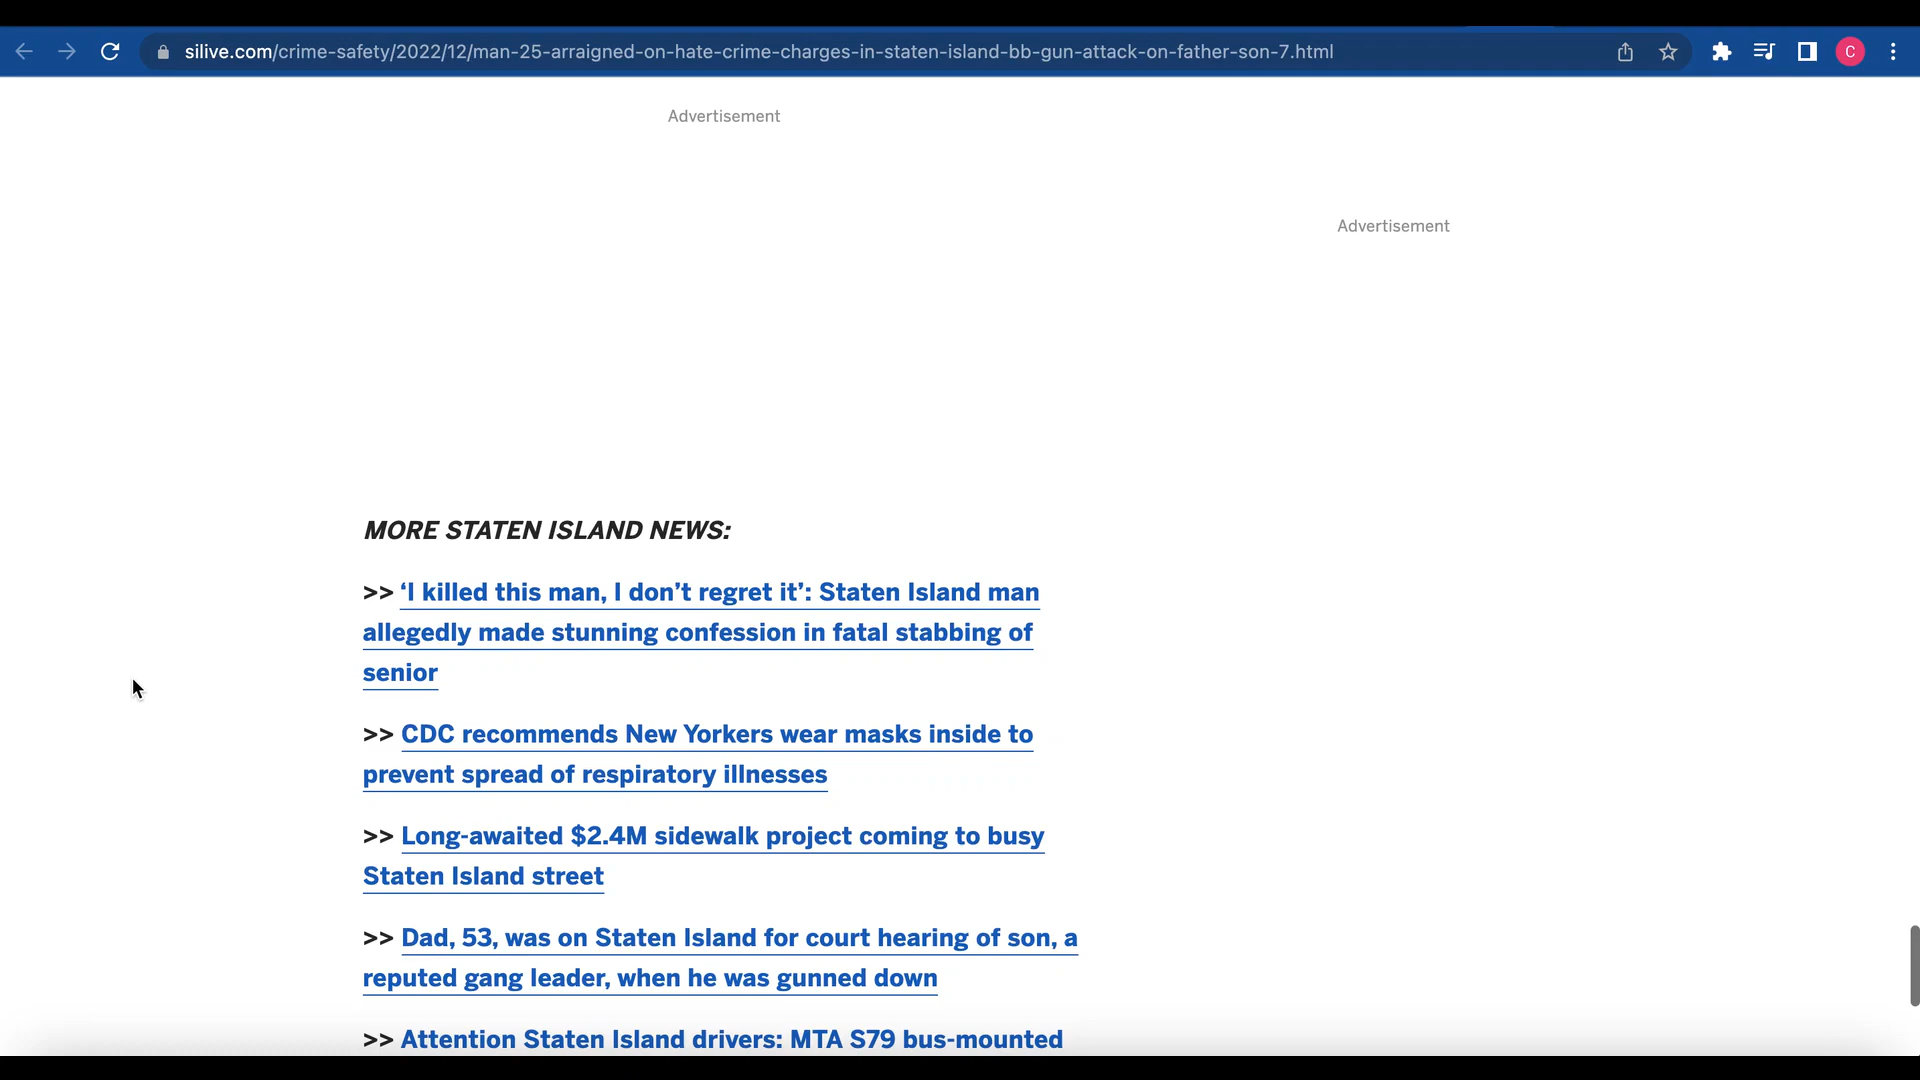 silive.com/crime-safety/2022/12/man-25-arraigned-on-hate-crime-charges-in-staten-island-bb-gun-attack-on-father-son-7.html
C
Advertisement
Advertisement
MORE STATEN ISLAND NEWS:
>> ‘I killed this man, I don’t regret it’: Staten Island man
allegedly made stunning confession in fatal stabbing of
senior
>> CDC recommends New Yorkers wear masks inside to
prevent spread of respiratory illnesses
>> Long-awaited $2.4M sidewalk project coming to busy
Staten Island street
>> Dad, 53, was on Staten Island for court hearing of son, a
reputed gang leader, when he was gunned down
>> Attention Staten Island drivers: MTA S79 bus-mounted